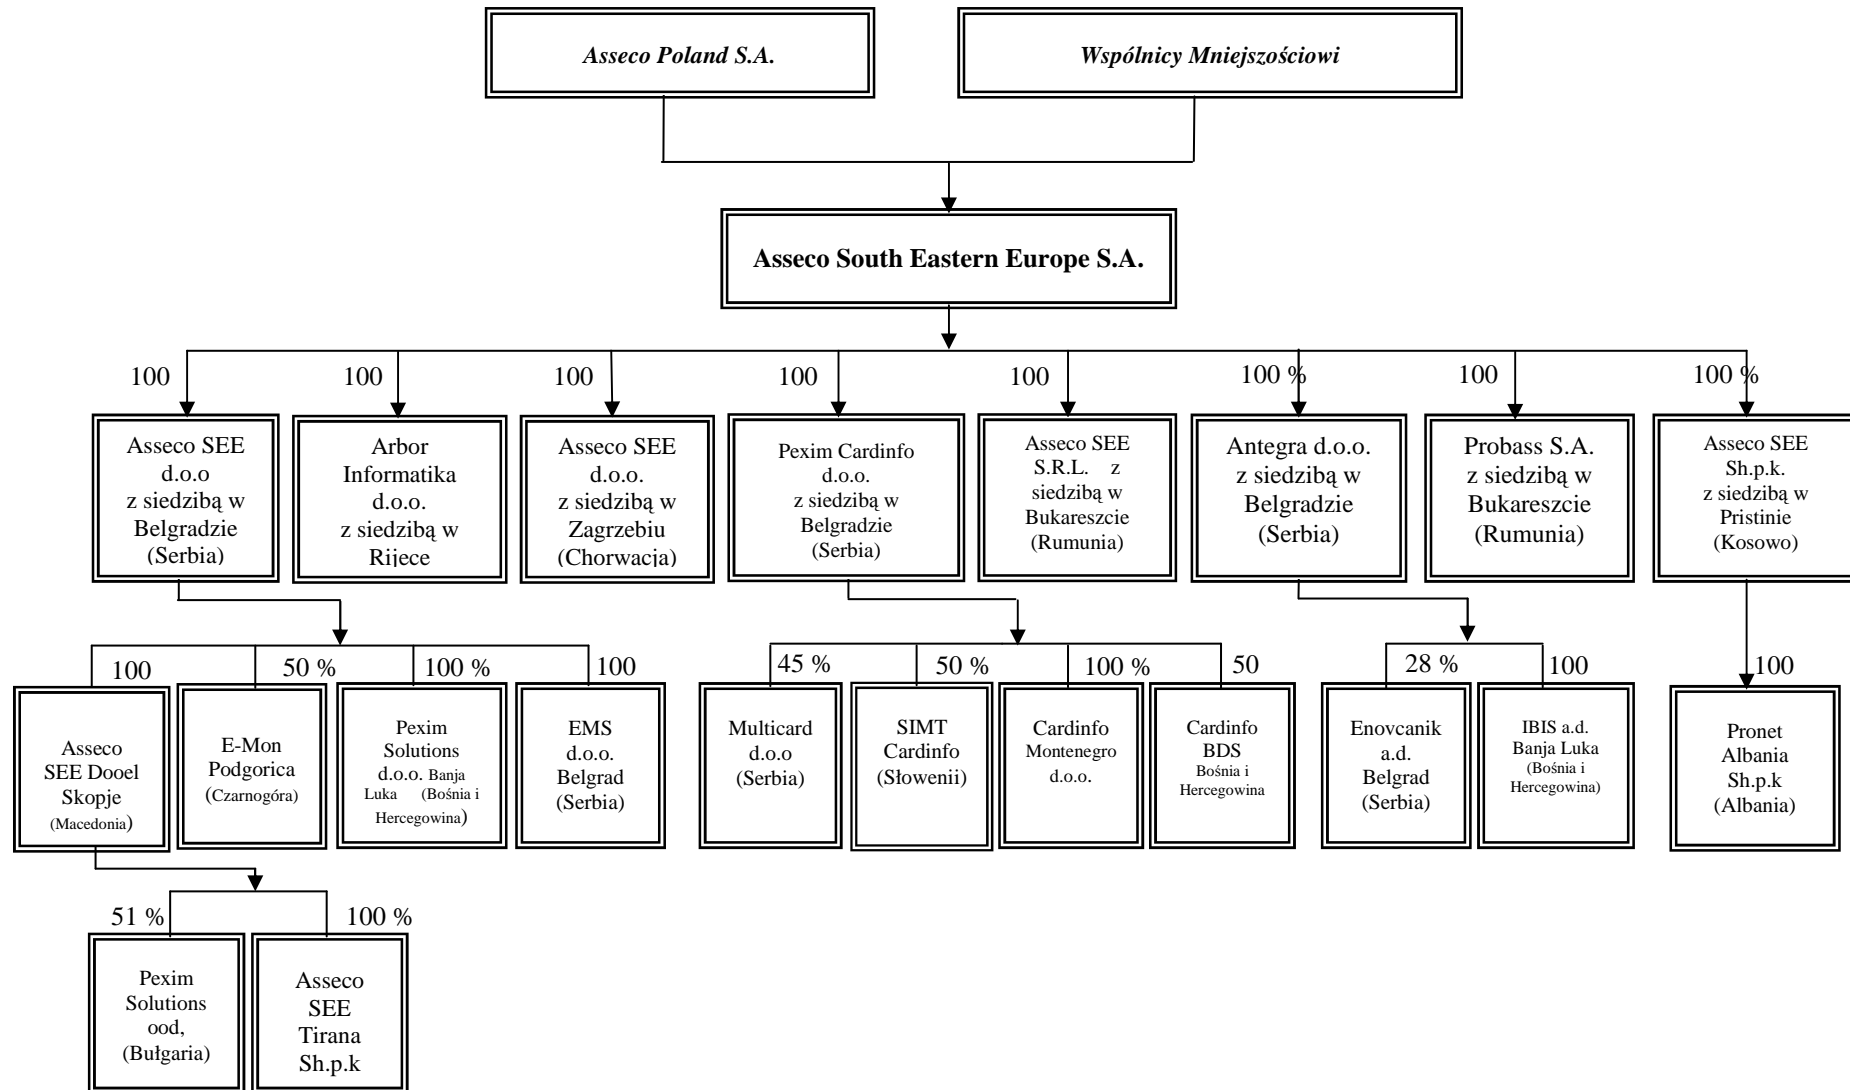 Asseco Poland S.A.
Wspólnicy Mniejszościowi
Asseco South Eastern Europe S.A.
100
100
100
100
100
100 %
100
100 %
Asseco SEE
d.o.o
z siedzibą w
Belgradzie
(Serbia)
Arbor
Informatika
d.o.o.
z siedzibą w
Rijece
Asseco SEE
d.o.o.
z siedzibą w
Zagrzebiu
(Chorwacja)
Pexim Cardinfo
d.o.o.
z siedzibą w
Belgradzie
(Serbia)
Asseco SEE
S.R.L. z
siedzibą w
Bukareszcie
(Rumunia)
Antegra d.o.o.
z siedzibą w
Belgradzie
(Serbia)
Probass S.A.
z siedzibą w
Bukareszcie
(Rumunia)
Asseco SEE
Sh.p.k.
z siedzibą w
Pristinie
(Kosowo)
100
50 %
100 %
100
45 %
50 %
100 %
50
28 %
100
100
Asseco
SEE Dooel
Skopje
(Macedonia)
E-Mon
Podgorica
(Czarnogóra)
Pexim
Solutions
d.o.o. Banja
Luka (Bośnia i
Hercegowina)
EMS
d.o.o.
Belgrad
(Serbia)
Multicard
d.o.o
(Serbia)
SIMT
Cardinfo
(Słowenii)
Cardinfo
Montenegro
d.o.o.
Cardinfo
BDS
Bośnia i
Hercegowina
Enovcanik
a.d.
Belgrad
(Serbia)
IBIS a.d.
Banja Luka
(Bośnia i
Hercegowina)
Pronet
Albania
Sh.p.k
(Albania)
51 %
100 %
Pexim
Solutions
ood,
(Bułgaria)
Asseco
SEE
Tirana
Sh.p.k